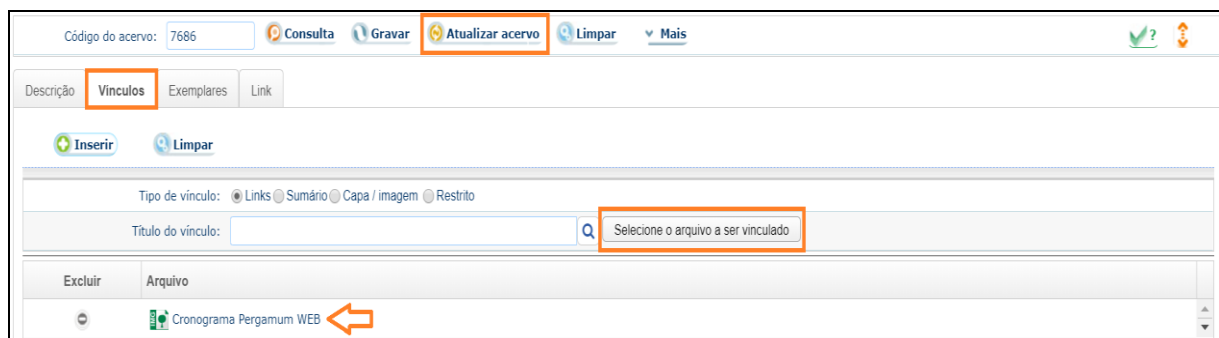 Código do acervo: 7686 Consulta Gravar Atualizar acervo Limpar Mais ?
Descrição Vínculos Exemplares Link
Inserir Limpar
Tipo de vínculo: Links Sumário Capa / imagem Restrito
Título do vínculo: Selecione o arquivo a ser vinculado
Excluir Arquivo
Cronograma Pergamum WEB